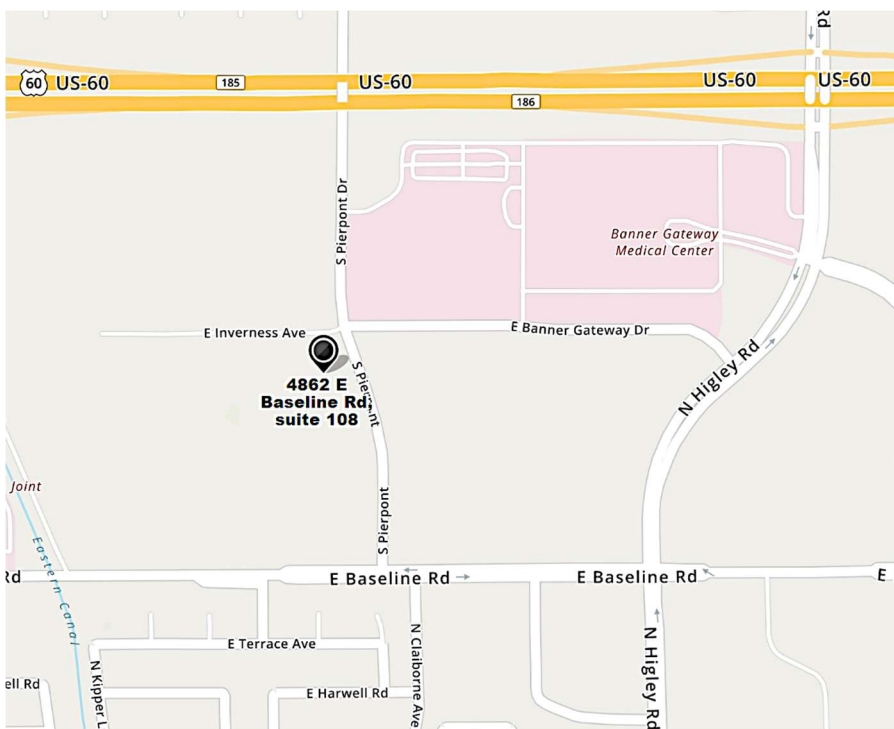 Rd
60
US-60
185
US-60
US-60
US-60
186
S Pierpont Dr
Banner Gateway
Medical Center
E Inverness Ave
E Banner Gateway Dr
N Higley Rd
S Pierpont
4862 E
Baseline Rd,
suite 108
Joint
S Pierpont
Eastern Canal
Rd
E Baseline Rd
E Baseline Rd
E
E Terrace Ave
N Claiborne Ave
N Higley Rd
N Kipper L
ell Rd
E Harwell Rd